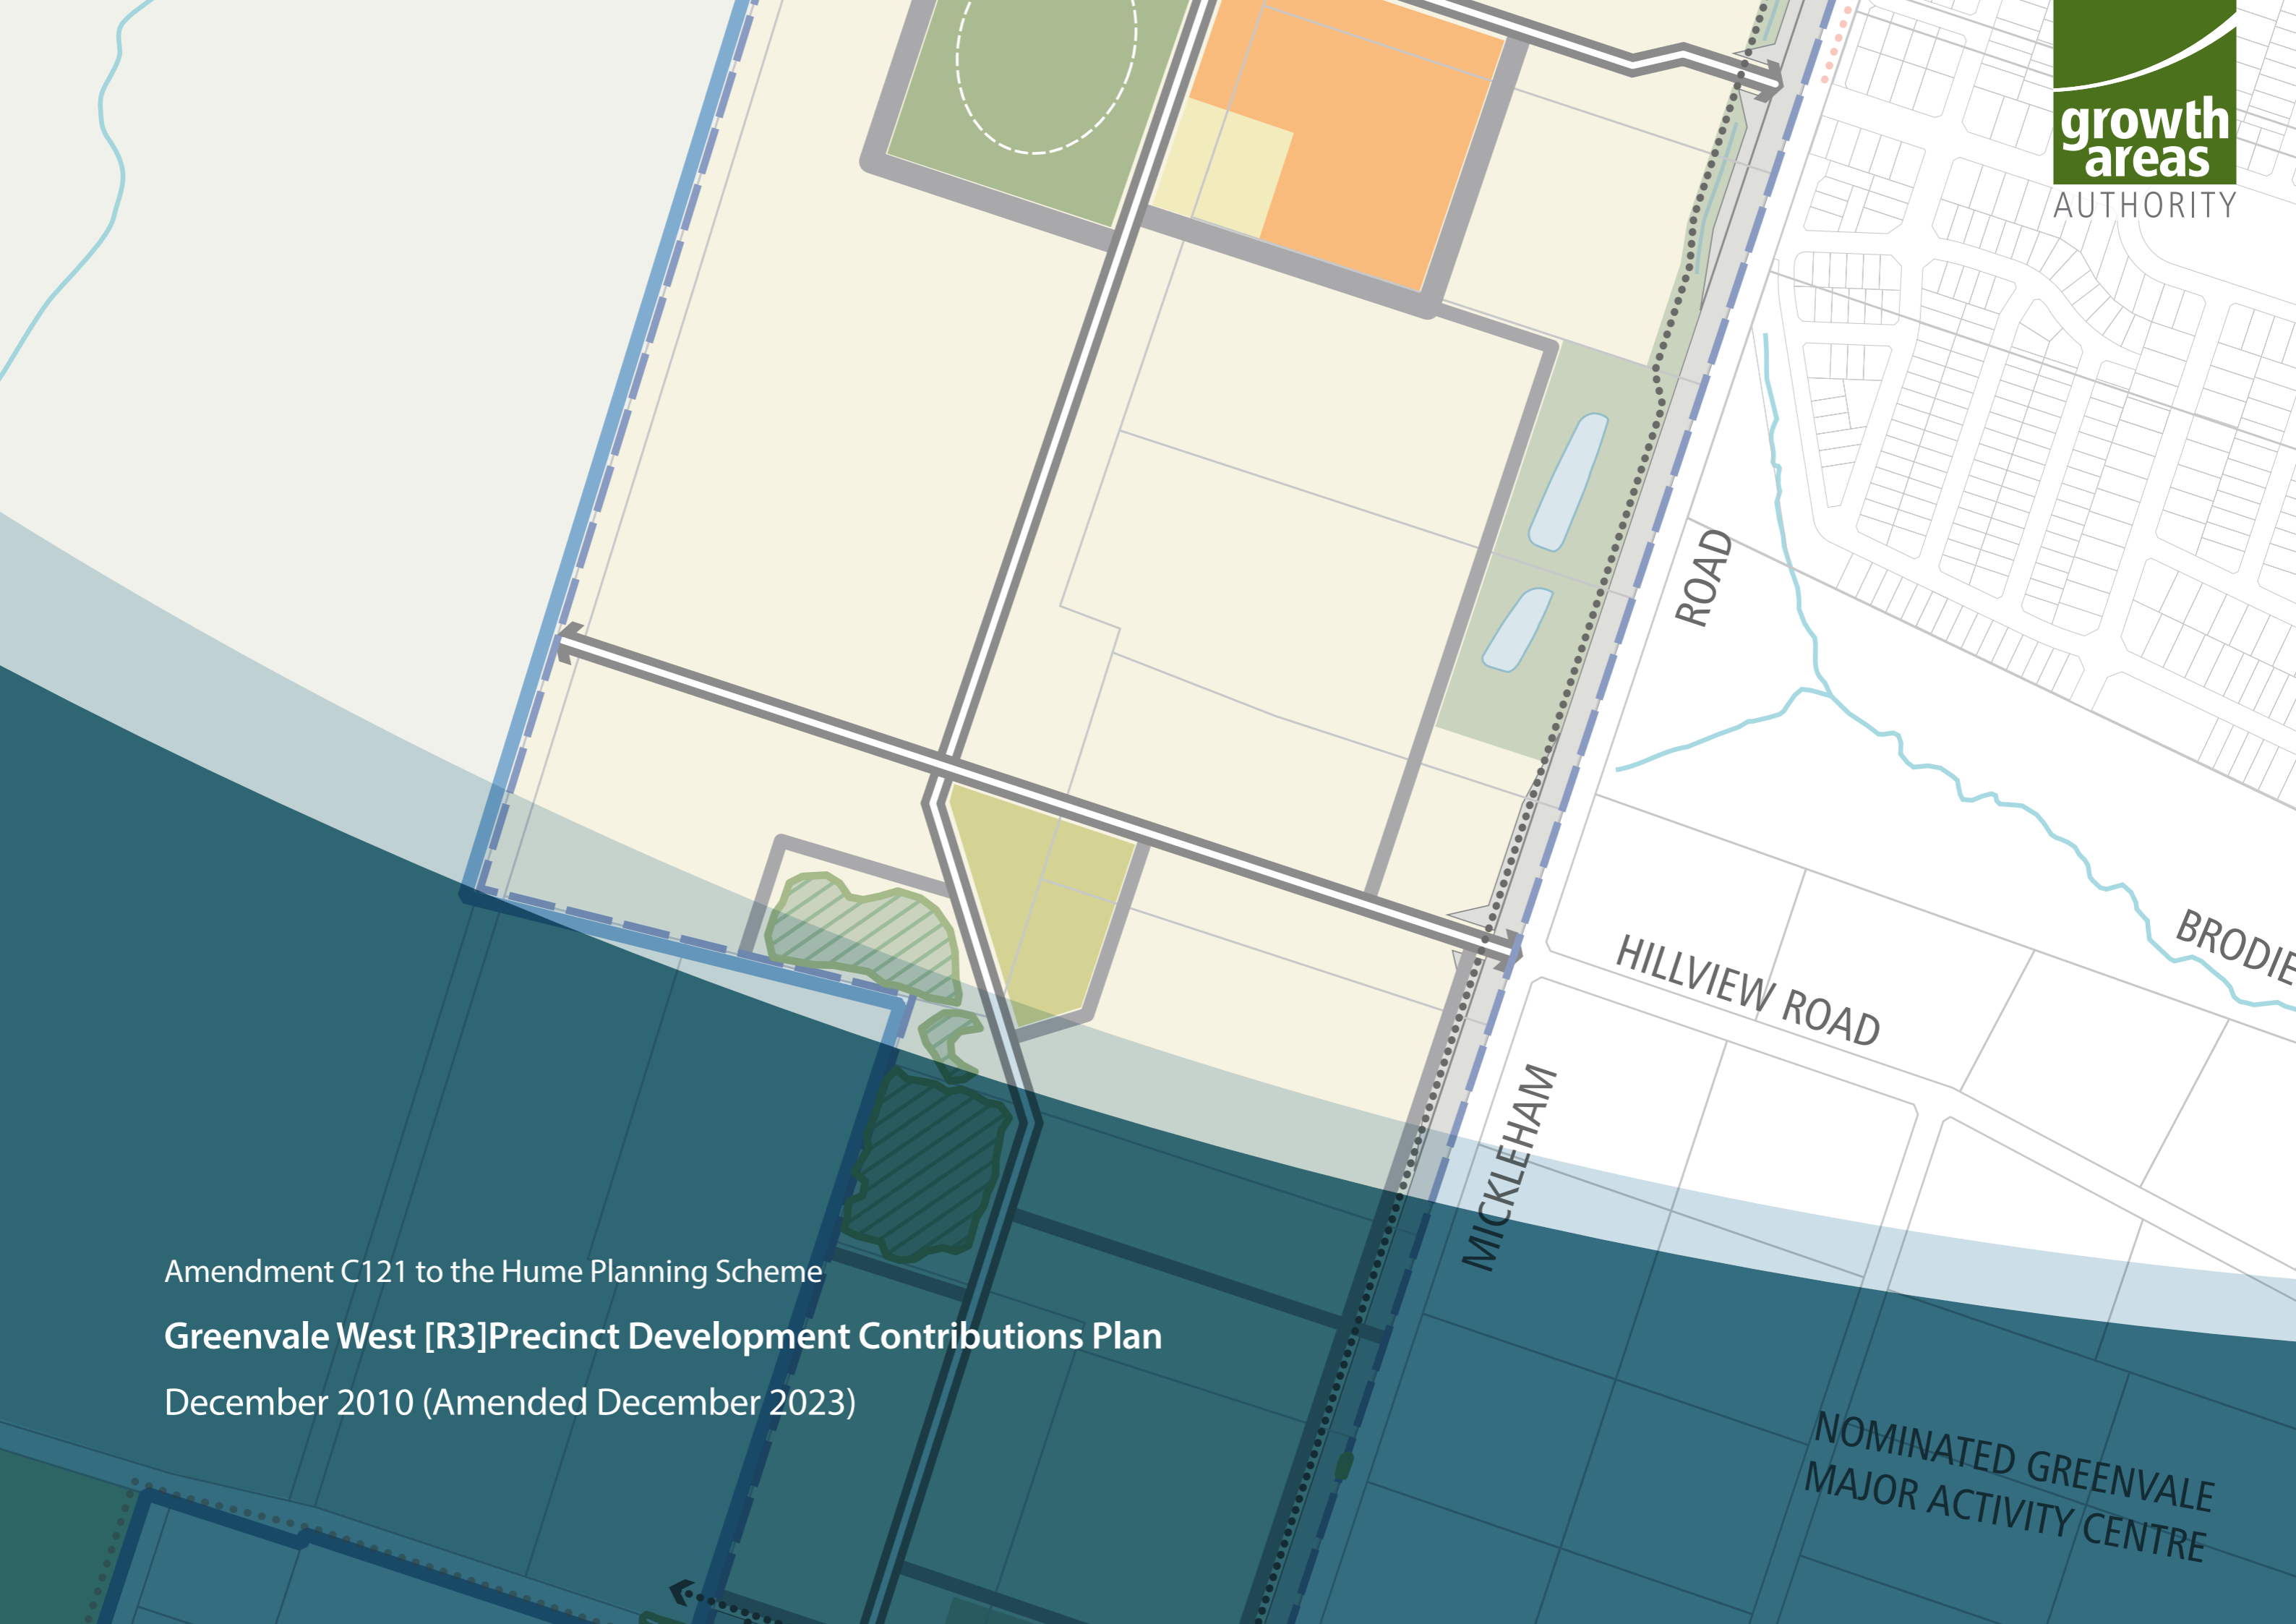 growth
areas
AUTHORITY
ROAD
BRODIE
HILLVIEW ROAD
MICKLEHAM
Amendment C121 to the Hume Planning Scheme
Greenvale West [R3]Precinct Development Contributions Plan
December 2010 (Amended December 2023)
NOMINATED GREENVALE
MAJOR ACTIVITY CENTRE